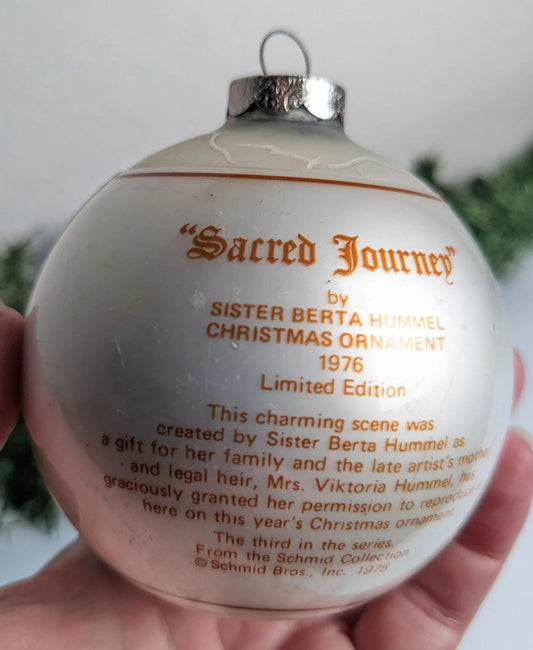 "Sacred Journey"
by
SISTER BERTA HUMMEL
CHRISTMAS ORNAMENT
1976
Limited Edition
This charming scene was
created by Sister Berta Hummel as
a gift for her family and the late artist's mother
and legal heir, Mrs. Viktoria Hummel, has
graciously granted her permission to reproduce it
here on this year's Christmas ornament.
The third in the series.
From the Schmid Collection
© Schmid Bros., Inc. 1976